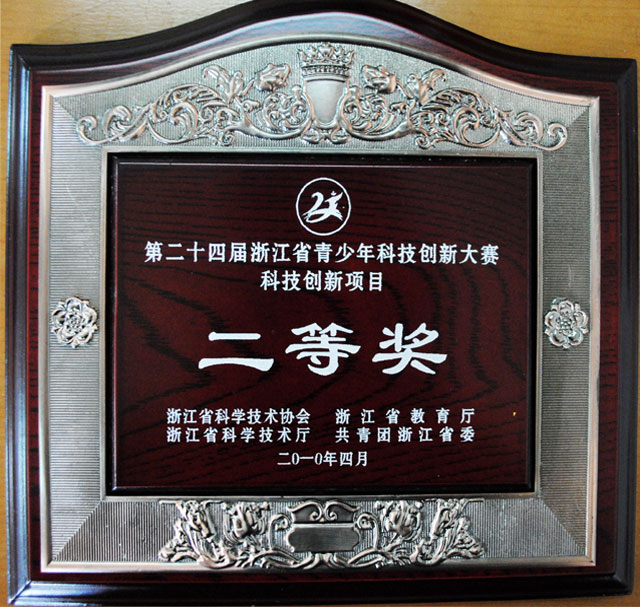 第二十四届浙江省青少年科技创新大赛
科技创新项目
二等奖
浙江省科学技术协会 浙江省教育厅
浙江省科学技术厅 共青团浙江省委
二0一0年四月